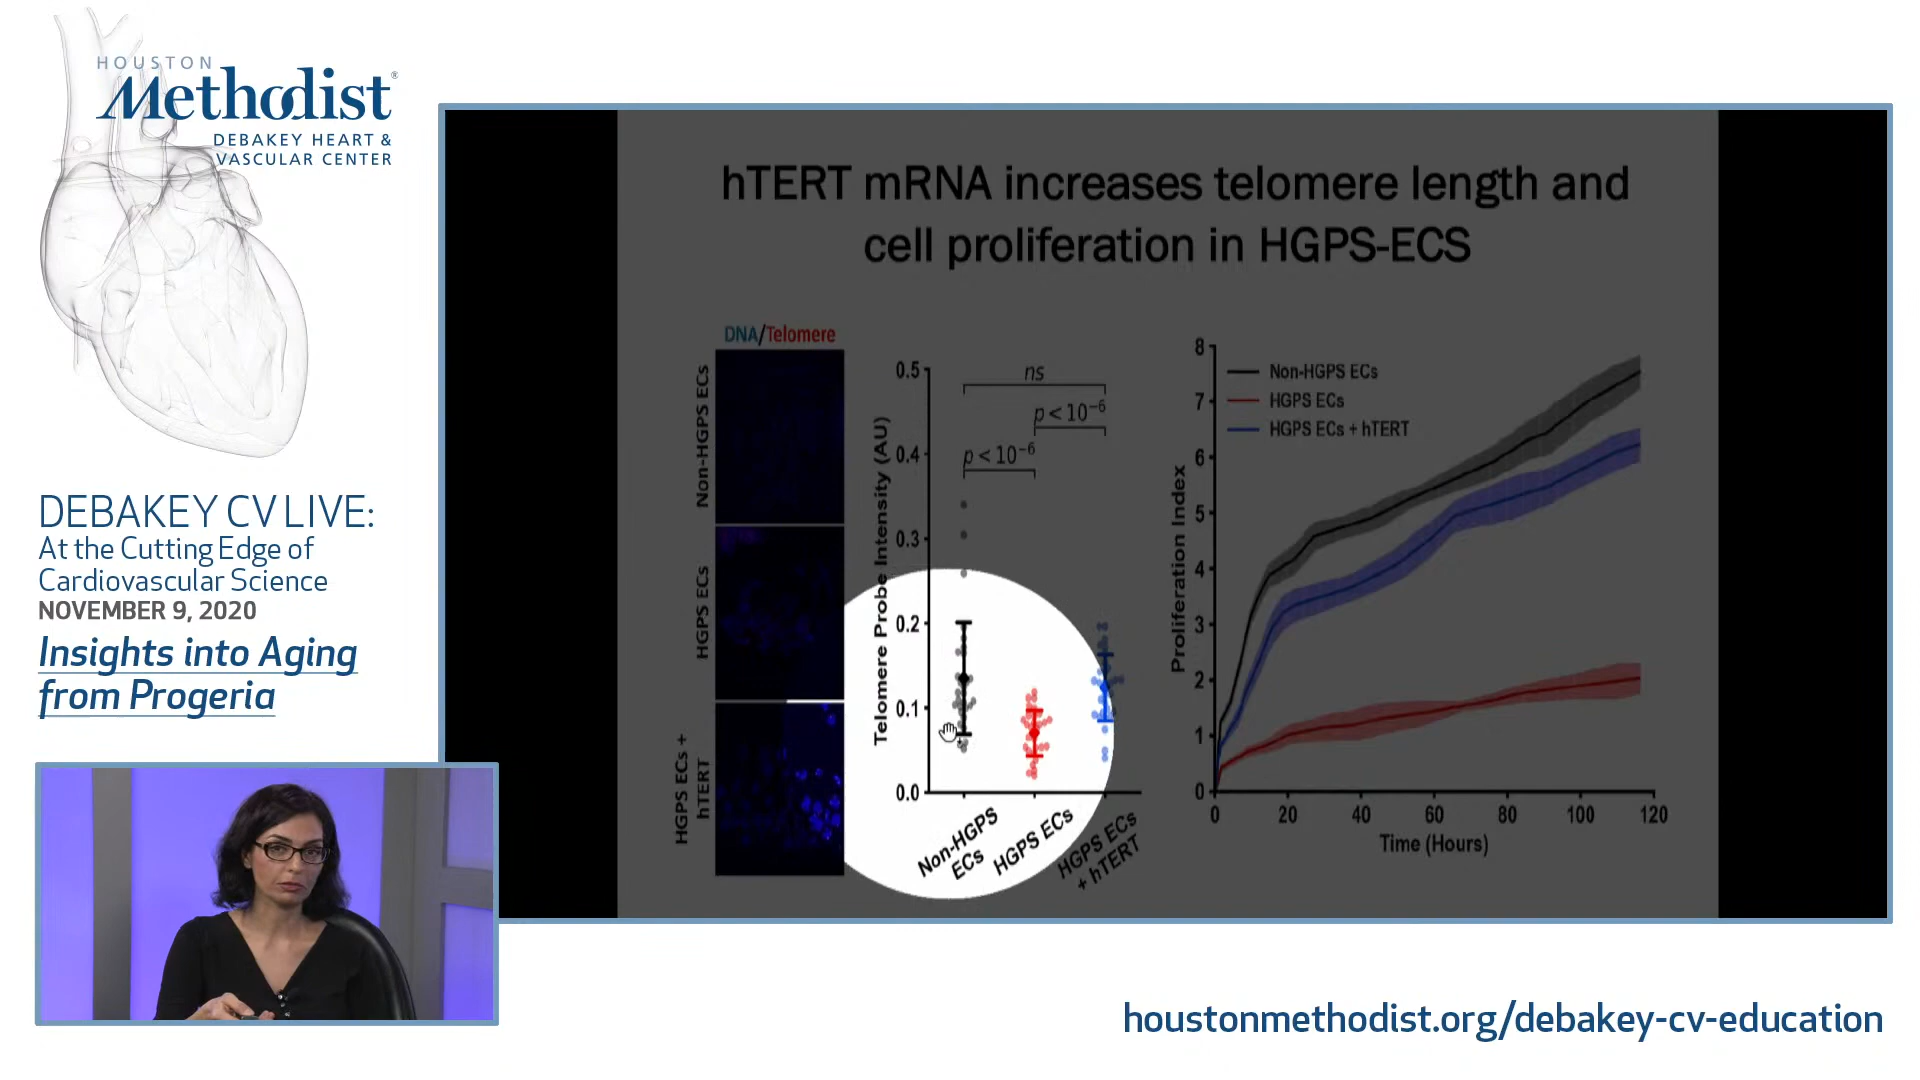 HOUSTON
Methodist®
DEBAKEY HEART &
VASCULAR CENTER
DEBAKEY CV LIVE:
At the Cutting Edge of
Cardiovascular Science
NOVEMBER 9, 2020
Insights into Aging
from Progeria
hTERT mRNA increases telomere length and
cell proliferation in HGPS-ECS
DNA/Telomere
Non-HGPS ECs
HGPS ECs
HGPS ECs +
hTERT
Telomere Probe Intensity (AU)
0.5
0.4
0.3
0.2
0.1
0.0
ns
p < 10⁻⁶
p < 10⁻⁶
Non-HGPS
ECs
HGPS ECs
HGPS ECs
+ hTERT
Proliferation Index
8
7
6
5
4
3
2
1
0
Non-HGPS ECs
HGPS ECs
HGPS ECs + hTERT
0 20 40 60 80 100 120
Time (Hours)
houstonmethodist.org/debakey-cv-education